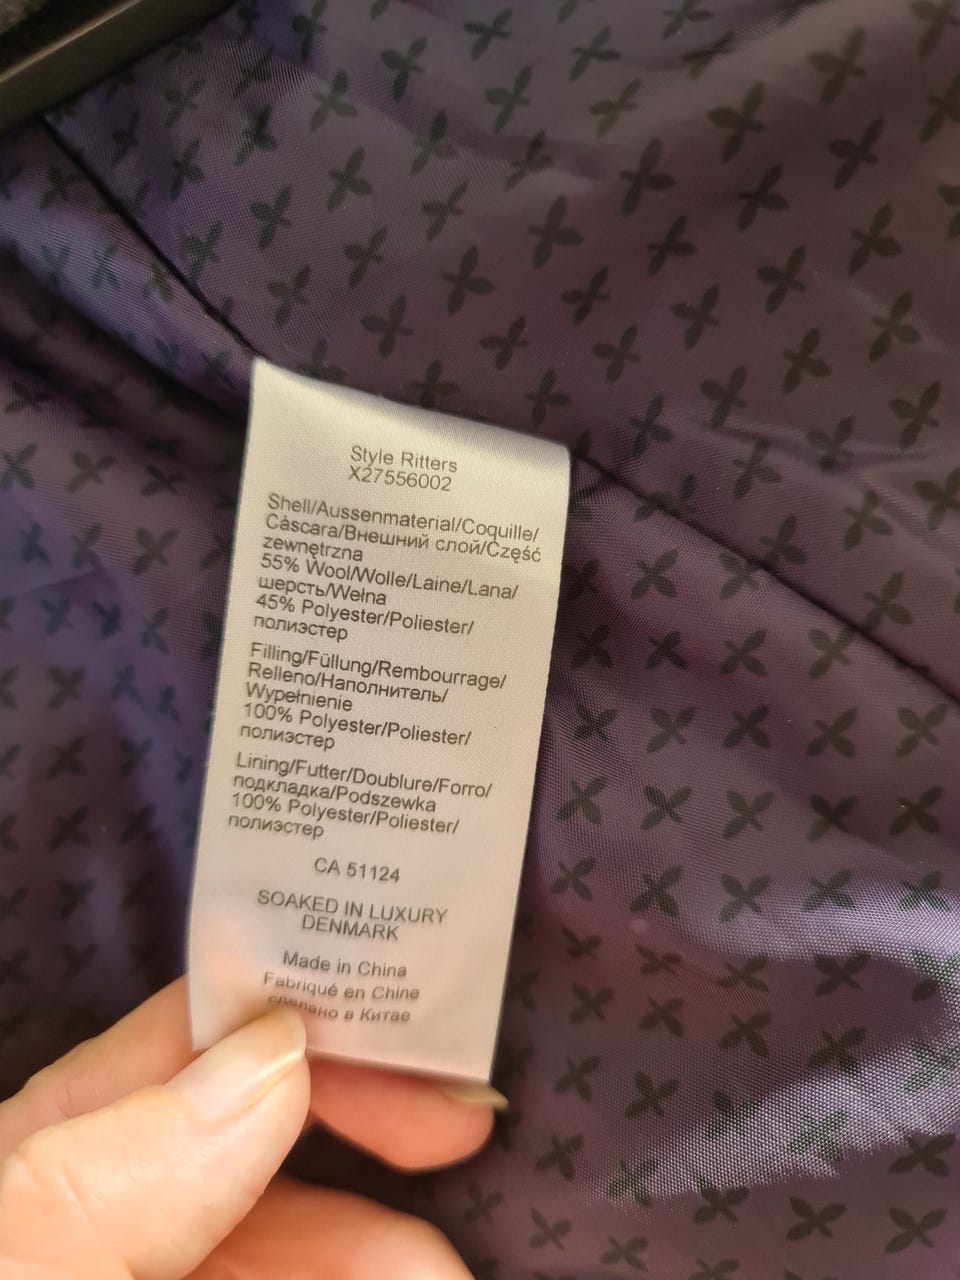 Style Ritters
X27556002
Shell/Aussenmaterial/Coquille/
Càscara/Внешний слой/Część
zewnętrzna
55% Wool/Wolle/Laine/Lana/
шерсть/Wełna
45% Polyester/Poliester/
полиэстер
Filling/Füllung/Rembourrage/
Relleno/Наполнитель/
Wypełnienie
100% Polyester/Poliester/
полиэстер
Lining/Futter/Doublure/Forro/
подкладка/Podszewka
100% Polyester/Poliester/
полиэстер
CA 51124
SOAKED IN LUXURY
DENMARK
Made in China
Fabriqué en Chine
сделано в Китае